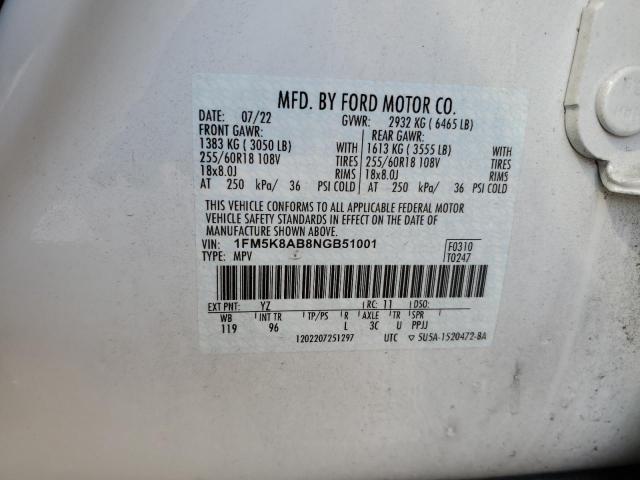 MFD. BY FORD MOTOR CO.
DATE: 07/22 GVWR: 2932 KG ( 6465 LB)
FRONT GAWR: REAR GAWR:
1383 KG ( 3050 LB) WITH 1613 KG ( 3555 LB) WITH
255/60R18 108V TIRES 255/60R18 108V TIRES
18x8.0J RIMS 18x8.0J RIMS
AT 250 kPa/ 36 PSI COLD AT 250 kPa/ 36 PSI COLD
THIS VEHICLE CONFORMS TO ALL APPLICABLE FEDERAL MOTOR
VEHICLE SAFETY STANDARDS IN EFFECT ON THE DATE OF
MANUFACTURE SHOWN ABOVE.
VIN: 1FM5K8AB8NGB51001 F0310
TYPE: MPV T0247
EXT PNT: YZ RC: 11 DSO:
WB INT TR TP/PS R AXLE TR SPR
119 96 L 3C U PPJJ
1202207251297 UTC ▽ 5U5A-1520472-BA